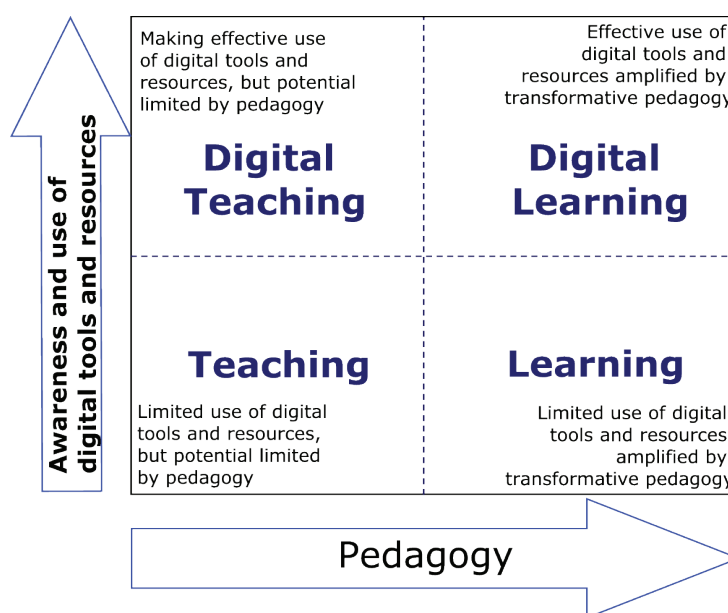 Making effective use
of digital tools and
resources, but potential
limited by pedagogy
Digital
Teaching
Effective use of
digital tools and
resources amplified by
transformative pedagogy
Digital
Learning
Teaching
Limited use of digital
tools and resources,
but potential limited
by pedagogy
Learning
Limited use of digital
tools and resources
amplified by
transformative pedagogy
Awareness and use of
digital tools and resources
Pedagogy